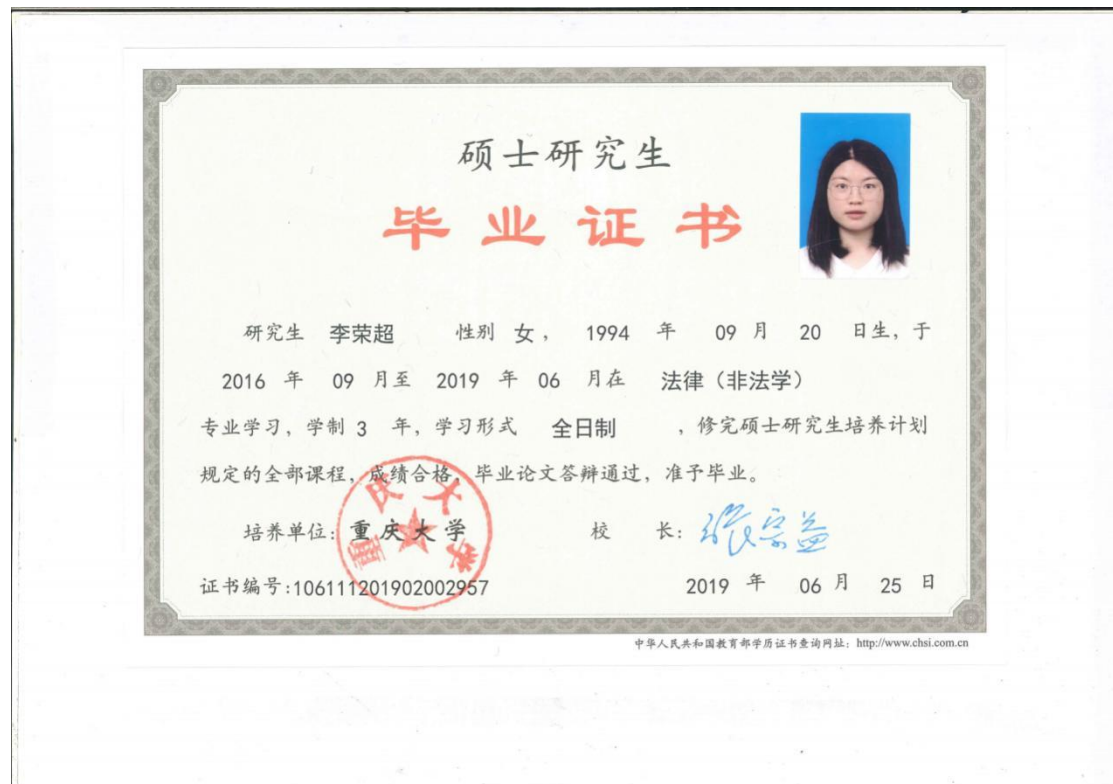 硕士研究生
毕业证书
研究生 李荣超 性别 女， 1994 年 09 月 20 日生，于
2016 年 09 月至 2019 年 06 月在 法律（非法学）
专业学习，学制 3 年，学习形式 全日制 ，修完硕士研究生培养计划
规定的全部课程，成绩合格，毕业论文答辩通过，准予毕业。
培养单位：重庆大学 校 长：张宗益
重庆大学
证书编号：106111201902002957 2019 年 06 月 25 日
中华人民共和国教育部学历证书查询网址：http://www.chsi.com.cn